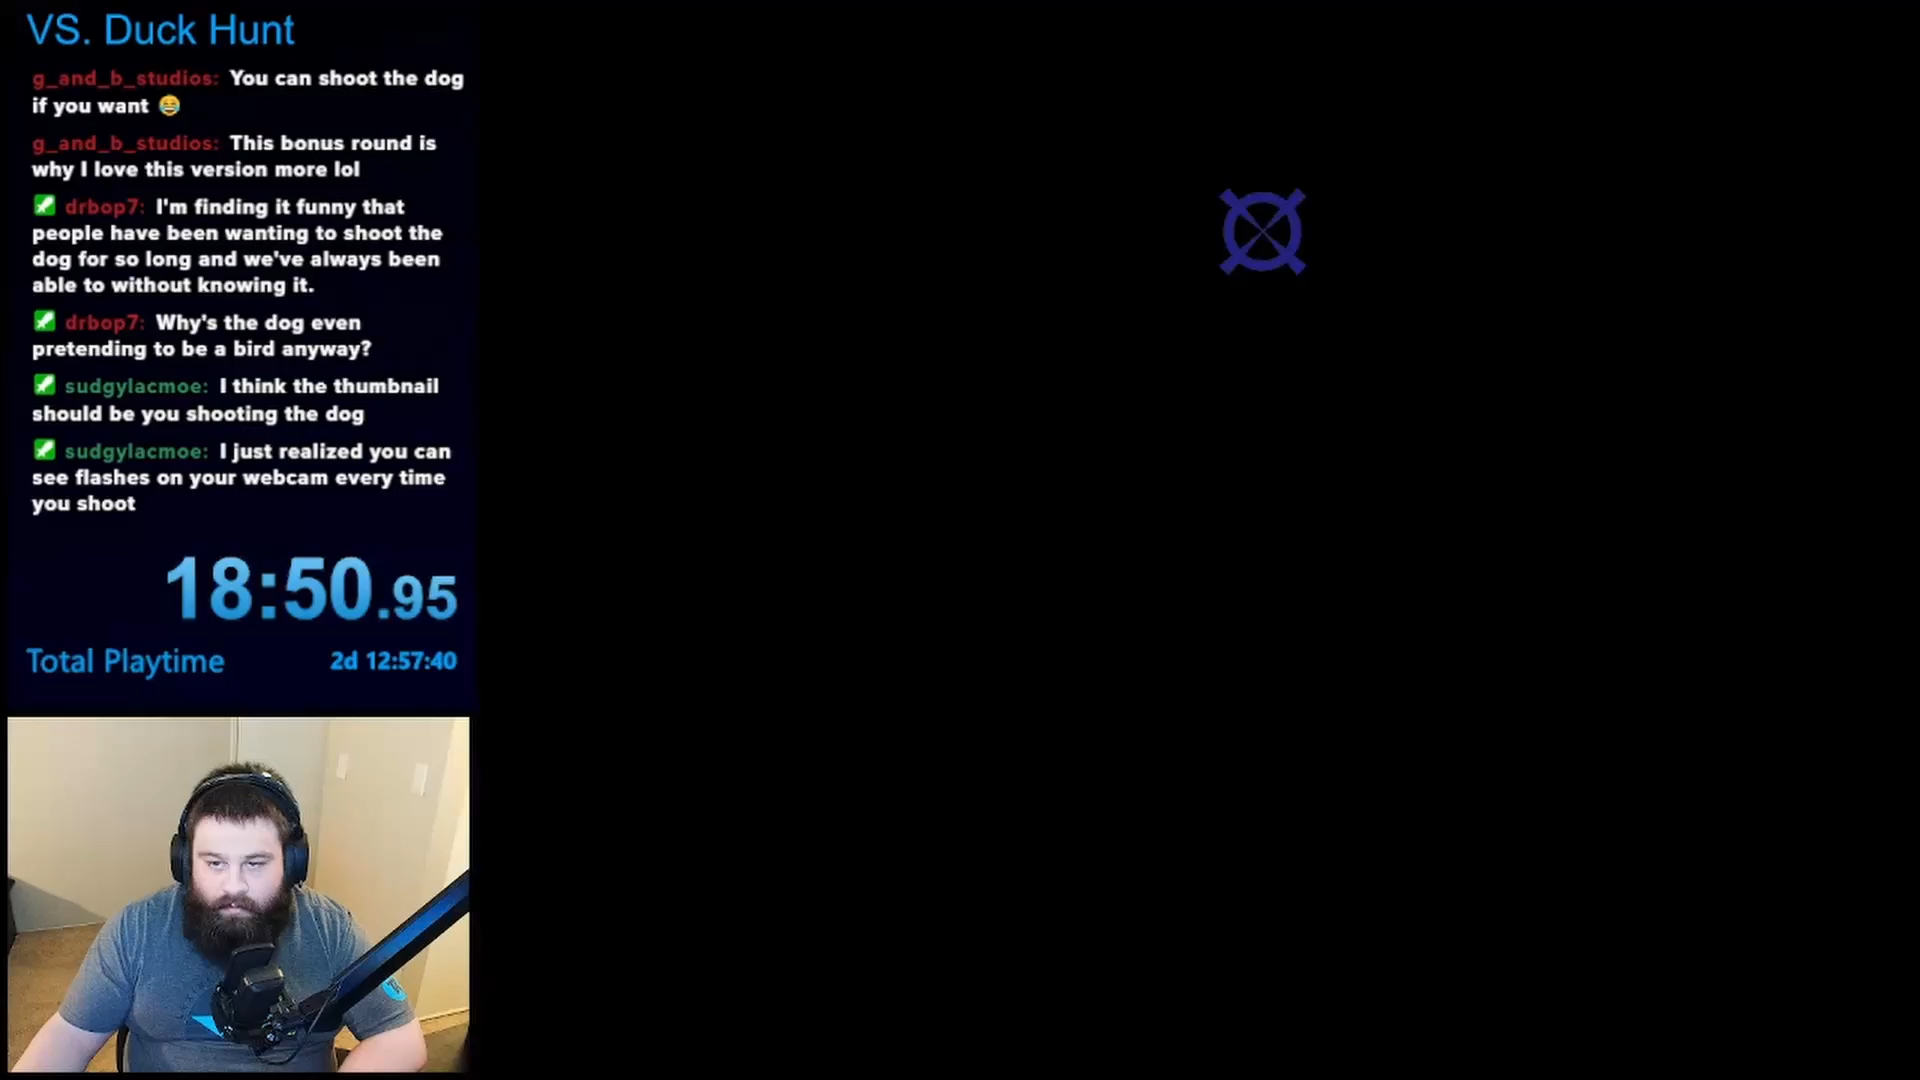 VS. Duck Hunt
g_and_b_studios: You can shoot the dog
if you want 😂
g_and_b_studios: This bonus round is
why I love this version more lol
drbop7: I'm finding it funny that
people have been wanting to shoot the
dog for so long and we've always been
able to without knowing it.
drbop7: Why's the dog even
pretending to be a bird anyway?
sudgylacmoe: I think the thumbnail
should be you shooting the dog
sudgylacmoe: I just realized you can
see flashes on your webcam every time
you shoot
18:50.95
Total Playtime 2d 12:57:40